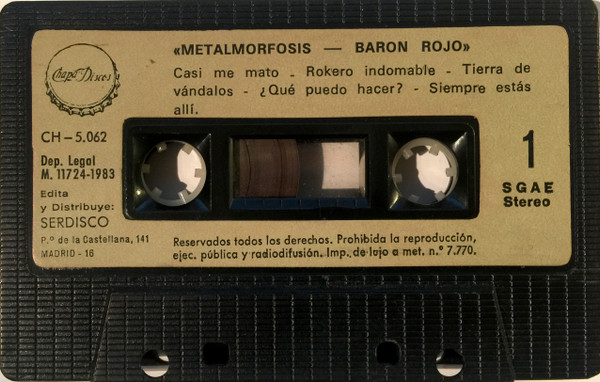 Chapa Discos
«METALMORFOSIS — BARON ROJO»
Casi me mato - Rokero indomable - Tierra de
vándalos - ¿Qué puedo hacer? - Siempre estás
allí.
CH - 5.062
Dep. Legal
M. 11724-1983
Edita
y Distribuye:
SERDISCO
P.º de la Castellana, 141
MADRID - 16
1
SGAE
Stereo
Reservados todos los derechos. Prohibida la reproducción,
ejec. pública y radiodifusión. Imp. de lujo a met. n.º 7.770.